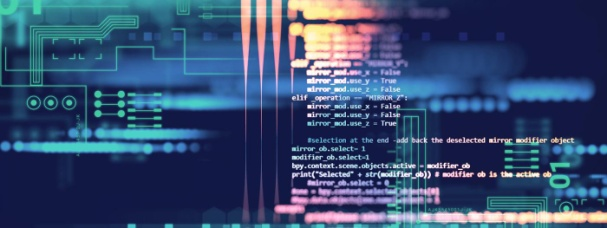 01
elif _operation == "MIRROR_Y":
mirror_mod.use_x = False
mirror_mod.use_y = True
mirror_mod.use_z = False
elif _operation == "MIRROR_Z":
mirror_mod.use_x = False
mirror_mod.use_y = False
mirror_mod.use_z = True
#selection at the end -add back the deselected mirror modifier object
mirror_ob.select= 1
modifier_ob.select=1
bpy.context.scene.objects.active = modifier_ob
print("Selected" + str(modifier_ob)) # modifier ob is the active ob
#mirror_ob.select = 0
01